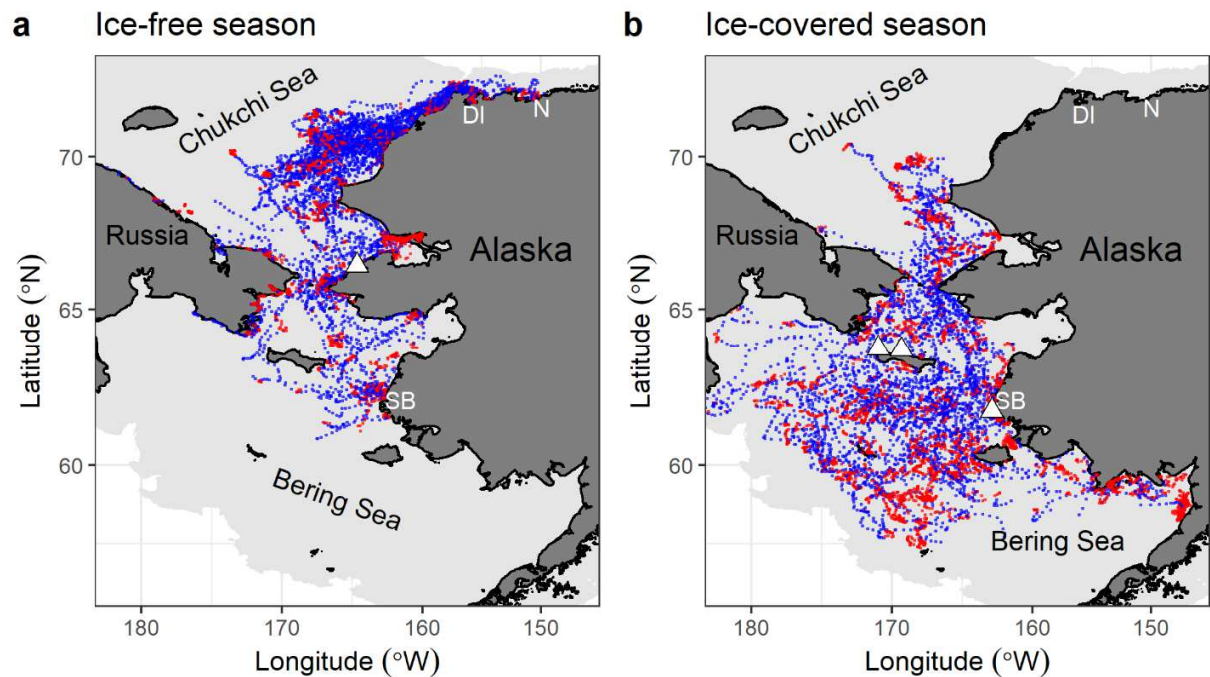 a Ice-free season
Chukchi Sea
DI
N
70
Russia
Alaska
65
SB
60
Bering Sea
180
170
160
150
Latitude (°N)
Longitude (°W)
b Ice-covered season
Chukchi Sea
DI
N
70
Russia
Alaska
65
SB
60
Bering Sea
180
170
160
150
Latitude (°N)
Longitude (°W)